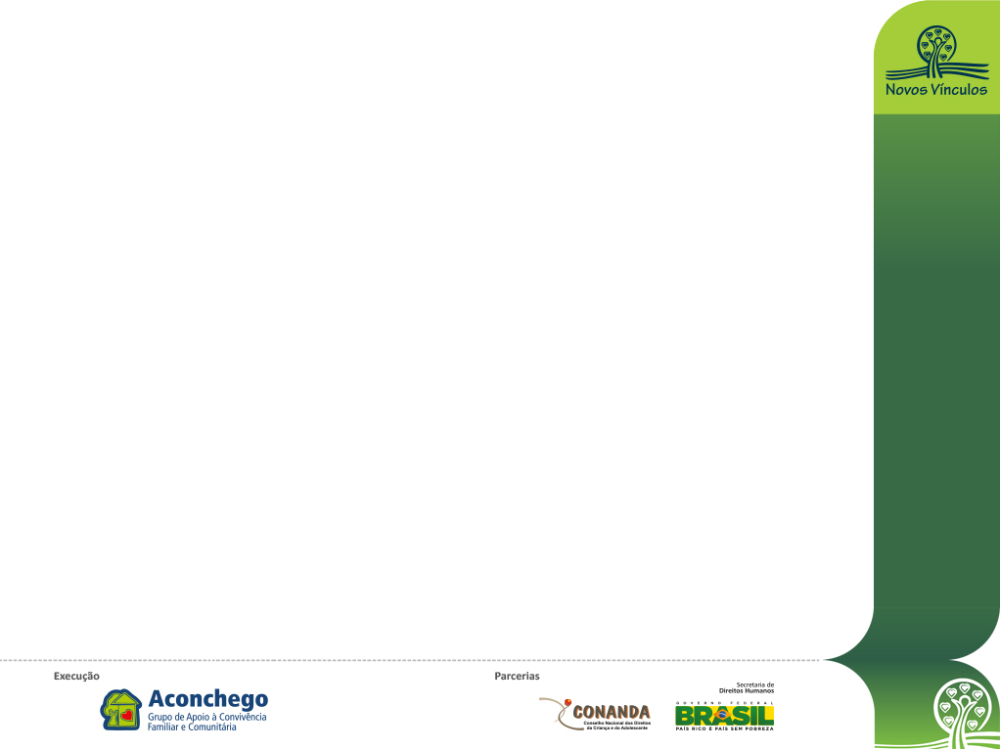 Novos Vínculos
Execução
Aconchego
Grupo de Apoio à Convivência
Familiar e Comunitária
Parcerias
CONANDA
Conselho Nacional dos Direitos
da Criança e do Adolescente
Secretaria de
Direitos Humanos
GOVERNO FEDERAL
BRASIL
PAÍS RICO É PAÍS SEM POBREZA